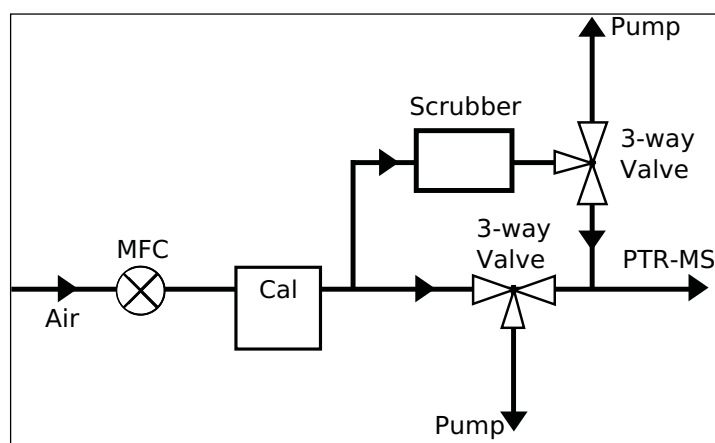 Pump
Scrubber
3-way
Valve
3-way
Valve
MFC
Cal
PTR-MS
Air
Pump